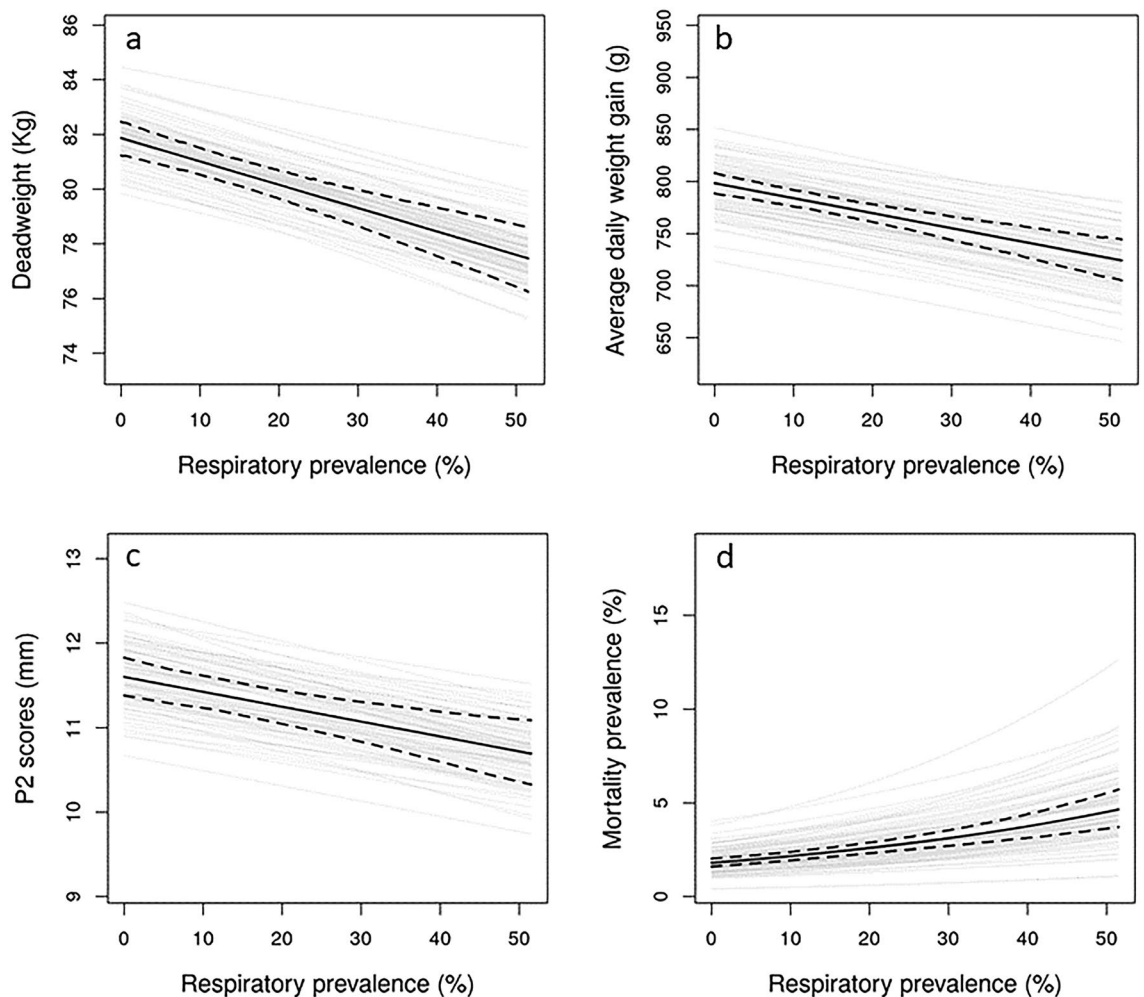 a
Deadweight (Kg)
86
84
82
80
78
76
74
0 10 20 30 40 50
Respiratory prevalence (%)
b
Average daily weight gain (g)
950
900
850
800
750
700
650
0 10 20 30 40 50
Respiratory prevalence (%)
c
P2 scores (mm)
13
12
11
10
9
0 10 20 30 40 50
Respiratory prevalence (%)
d
Mortality prevalence (%)
15
10
5
0
0 10 20 30 40 50
Respiratory prevalence (%)